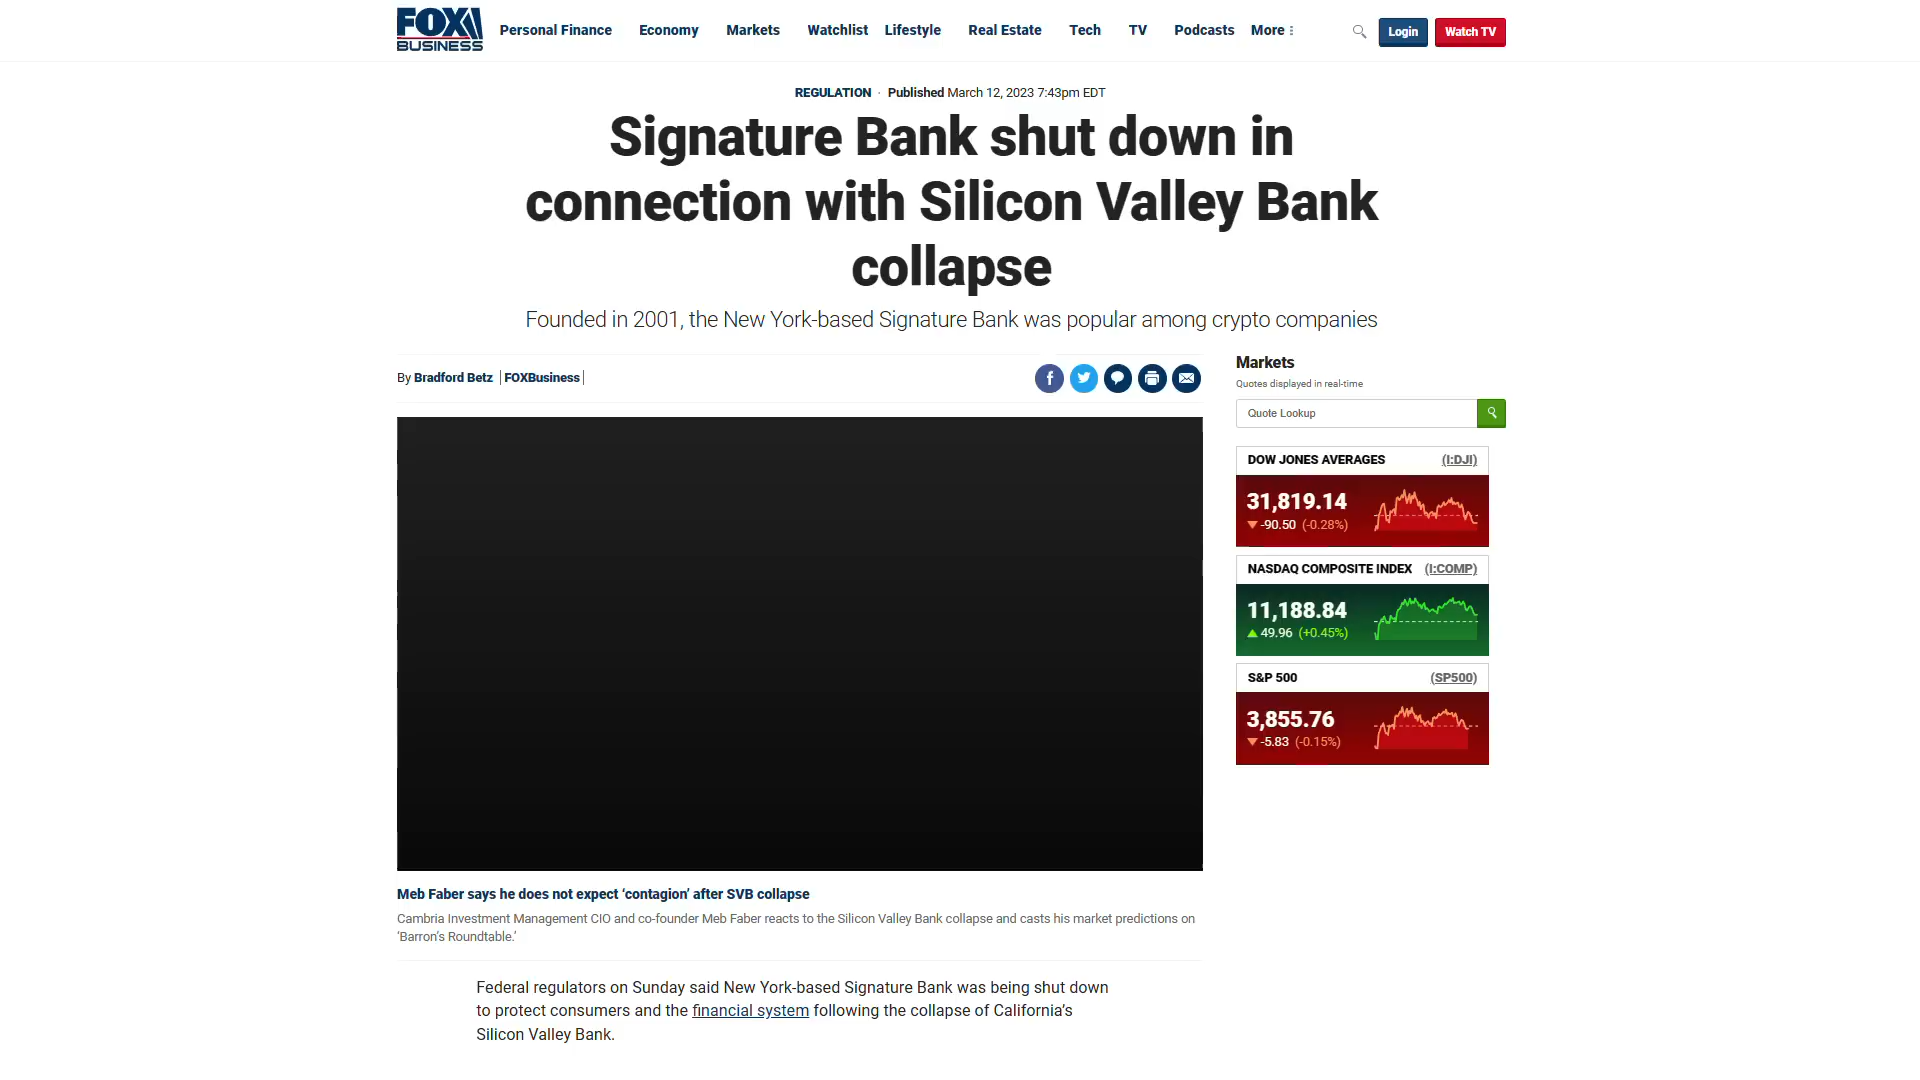 FOX BUSINESS
Personal Finance Economy Markets Watchlist Lifestyle Real Estate Tech TV Podcasts More Login Watch TV
REGULATION · Published March 12, 2023 7:43pm EDT
Signature Bank shut down in
connection with Silicon Valley Bank
collapse
Founded in 2001, the New York-based Signature Bank was popular among crypto companies
By Bradford Betz | FOXBusiness |
Markets
Quotes displayed in real-time
Quote Lookup
DOW JONES AVERAGES (I:DJI)
31,819.14
-90.50 (-0.28%)
NASDAQ COMPOSITE INDEX (I:COMP)
11,188.84
49.96 (+0.45%)
S&P 500 (SP500)
3,855.76
-5.83 (-0.15%)
Meb Faber says he does not expect ‘contagion’ after SVB collapse
Cambria Investment Management CIO and co-founder Meb Faber reacts to the Silicon Valley Bank collapse and casts his market predictions on
‘Barron’s Roundtable.’
Federal regulators on Sunday said New York-based Signature Bank was being shut down
to protect consumers and the financial system following the collapse of California’s
Silicon Valley Bank.